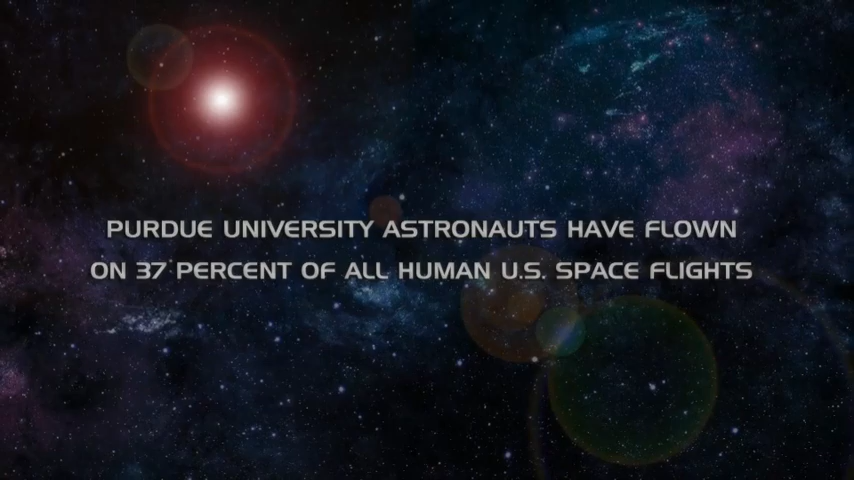 PURDUE UNIVERSITY ASTRONAUTS HAVE FLOWN
ON 37 PERCENT OF ALL HUMAN U.S. SPACE FLIGHTS